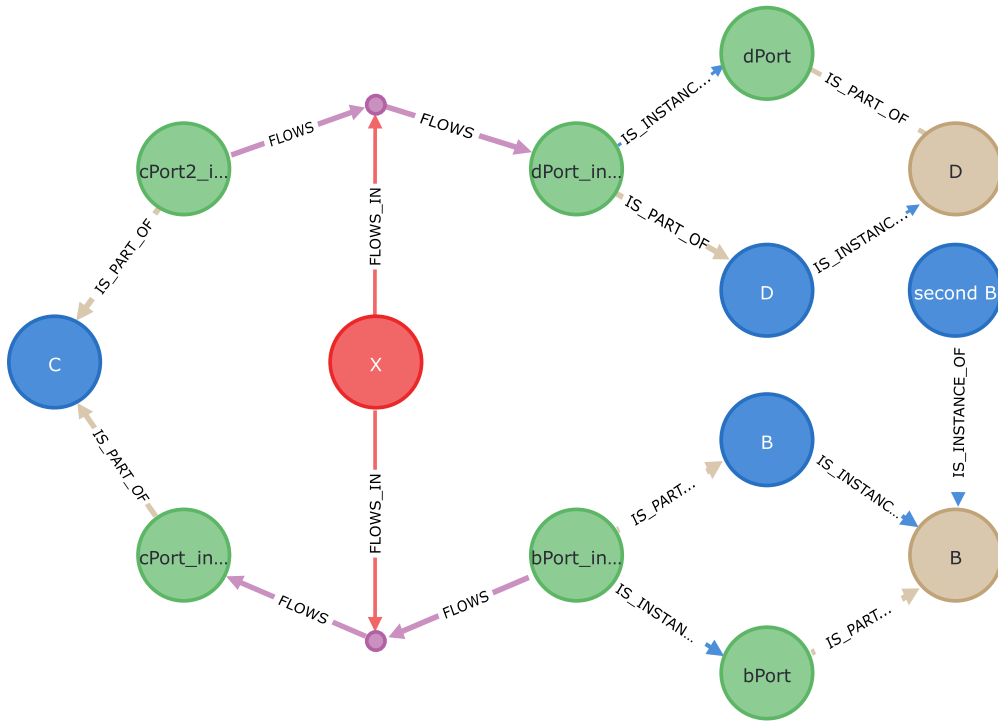 dPort
IS_PART_OF
IS_INSTANC...
FLOWS
FLOWS
cPort2_i...
dPort_in...
D
IS_PART_OF
FLOWS_IN
IS_PART_OF
IS_INSTANC...
D
second B
C
X
IS_INSTANCE_OF
B
IS_PART_OF
IS_INSTANC...
FLOWS_IN
IS_PART...
cPort_in...
bPort_in...
B
FLOWS
FLOWS
IS_INSTAN...
IS_PART...
bPort